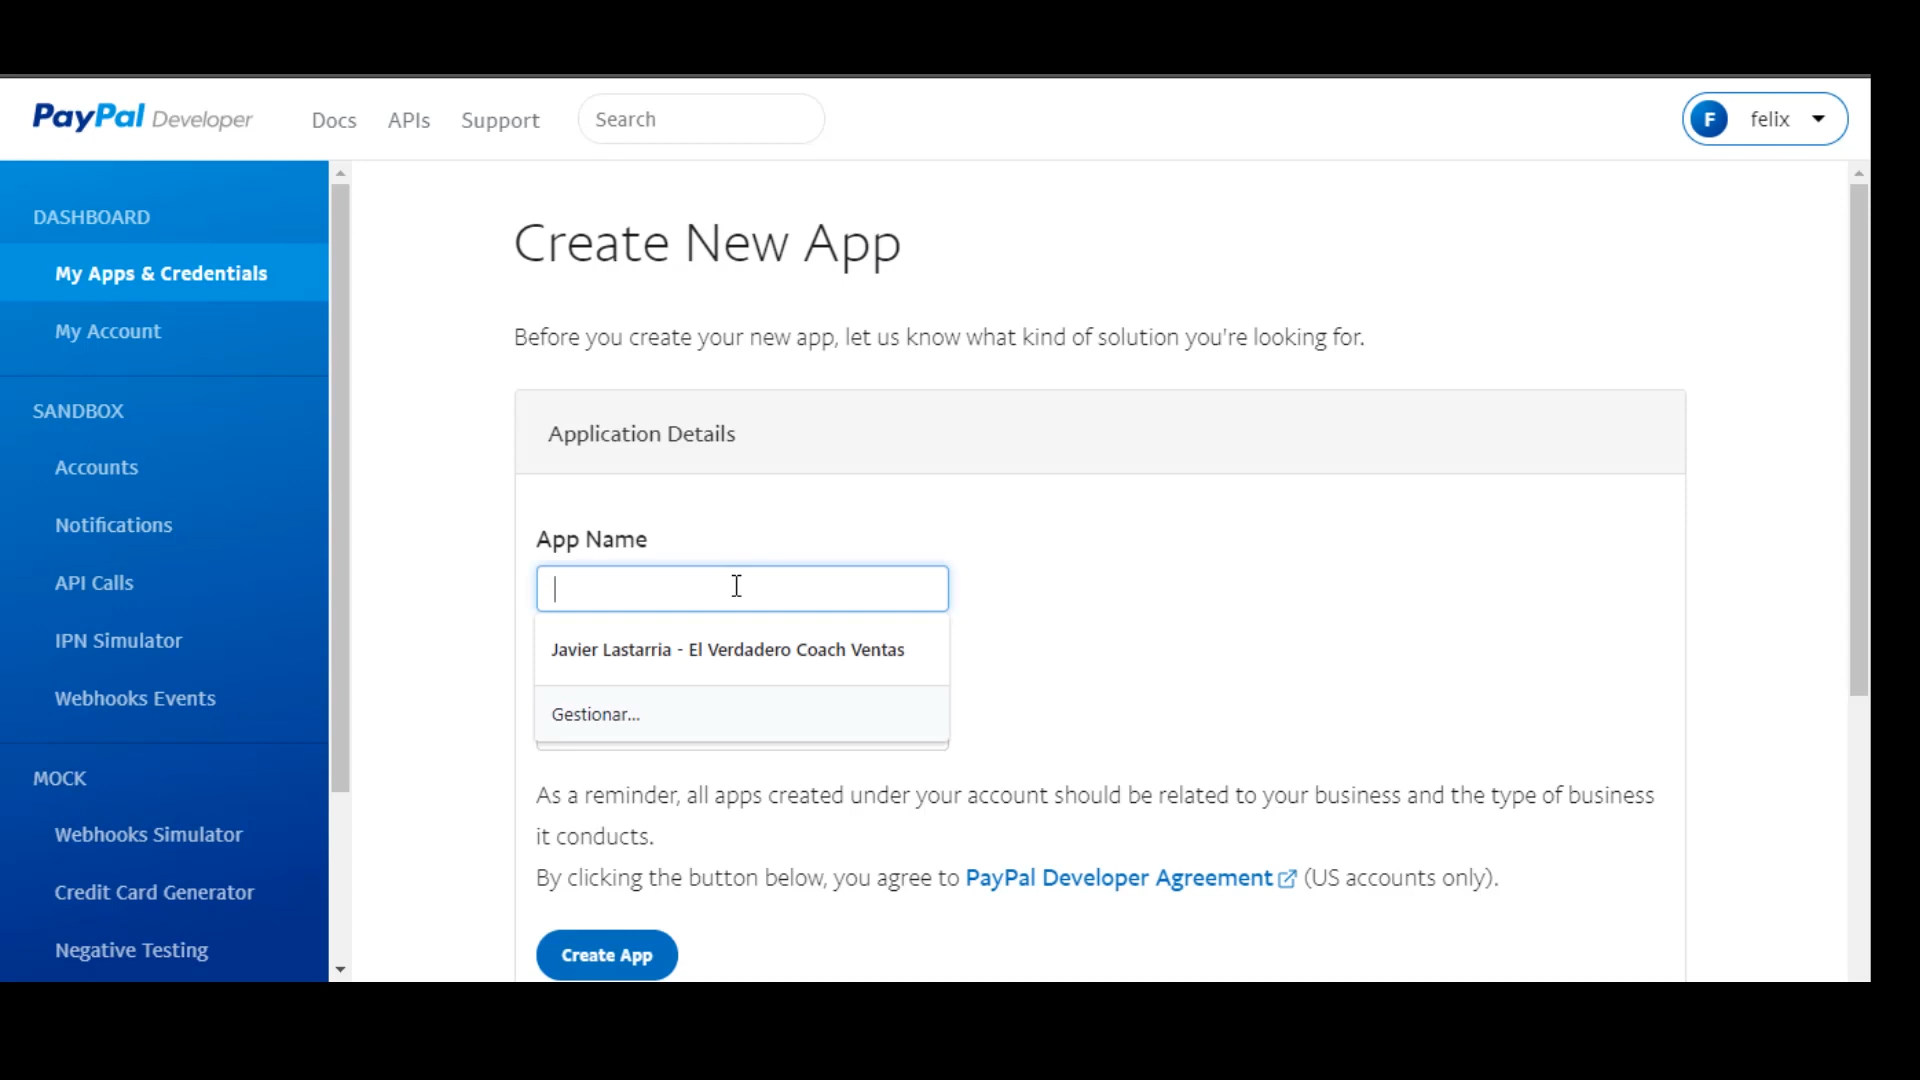 PayPal Developer
Docs
APIs
Support
Search
F
felix
DASHBOARD
My Apps & Credentials
My Account
SANDBOX
Accounts
Notifications
API Calls
IPN Simulator
Webhooks Events
MOCK
Webhooks Simulator
Credit Card Generator
Negative Testing
Create New App
Before you create your new app, let us know what kind of solution you're looking for.
Application Details
App Name
Javier Lastarria - El Verdadero Coach Ventas
Gestionar...
As a reminder, all apps created under your account should be related to your business and the type of business
it conducts.
By clicking the button below, you agree to PayPal Developer Agreement (US accounts only).
Create App